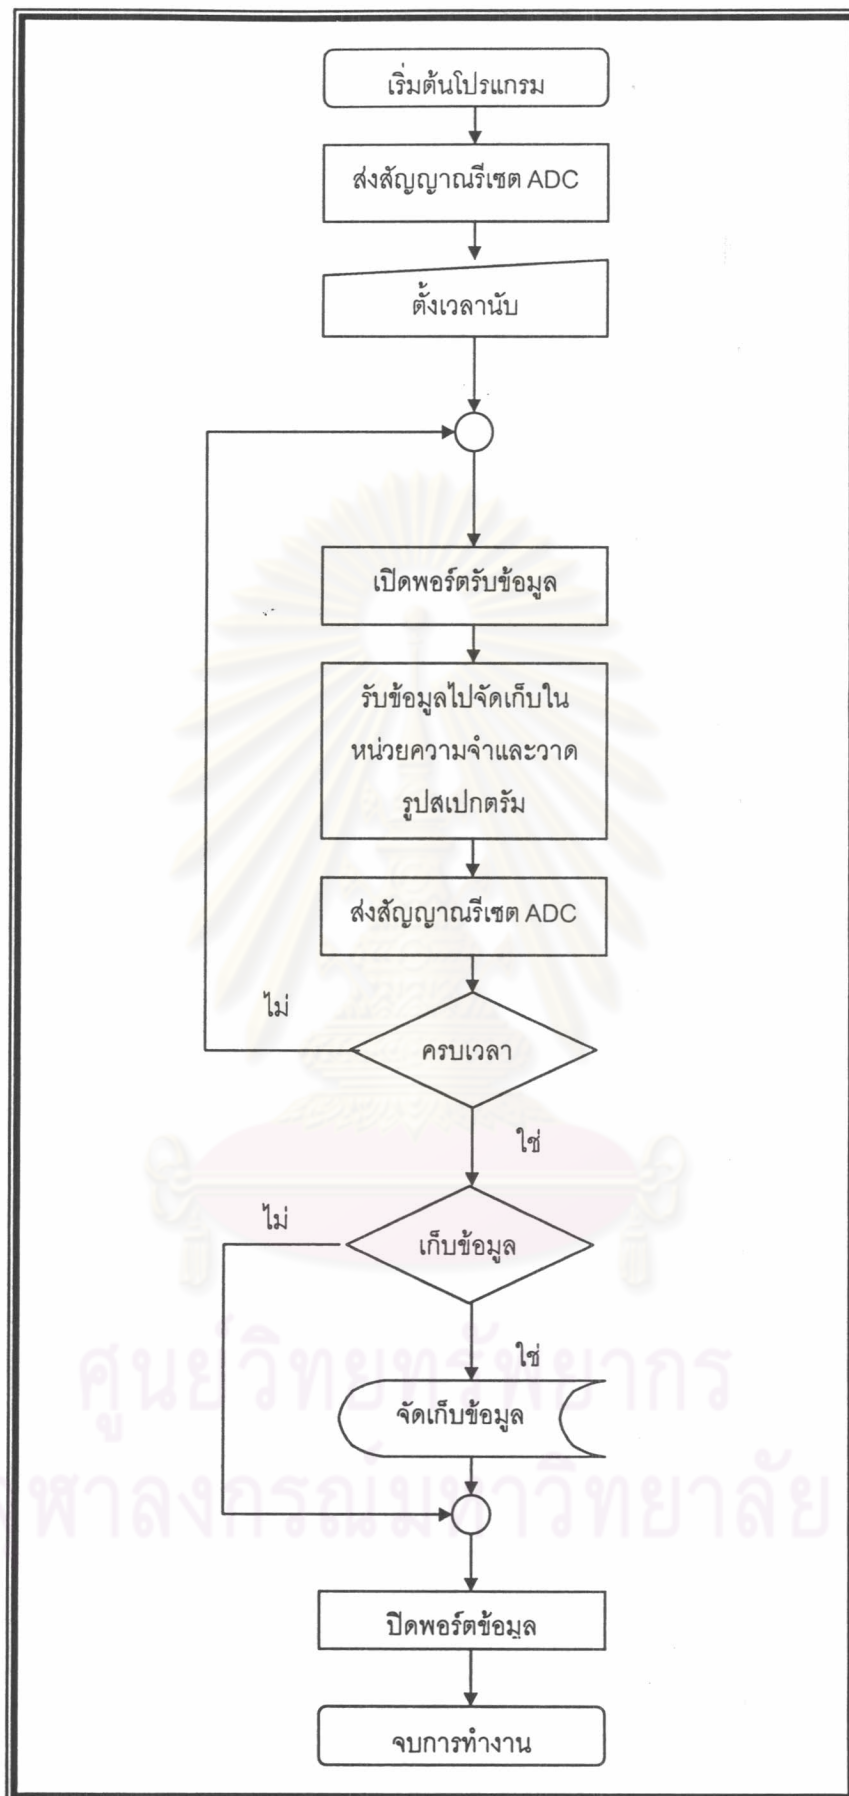 เริ่มต้นโปรแกรม
ส่งสัญญาณรีเซต ADC
ตั้งเวลานับ
เปิดพอร์ตรับข้อมูล
รับข้อมูลไปจัดเก็บใน
หน่วยความจำและวาด
รูปสเปกตรัม
ส่งสัญญาณรีเซต ADC
ไม่
ครบเวลา
ใช่
ไม่
เก็บข้อมูล
ใช่
ศูนย์วิทยทรัพยากร
จัดเก็บข้อมูล
จุฬาลงกรณ์มหาวิทยาลัย
ปิดพอร์ตข้อมูล
จบการทำงาน